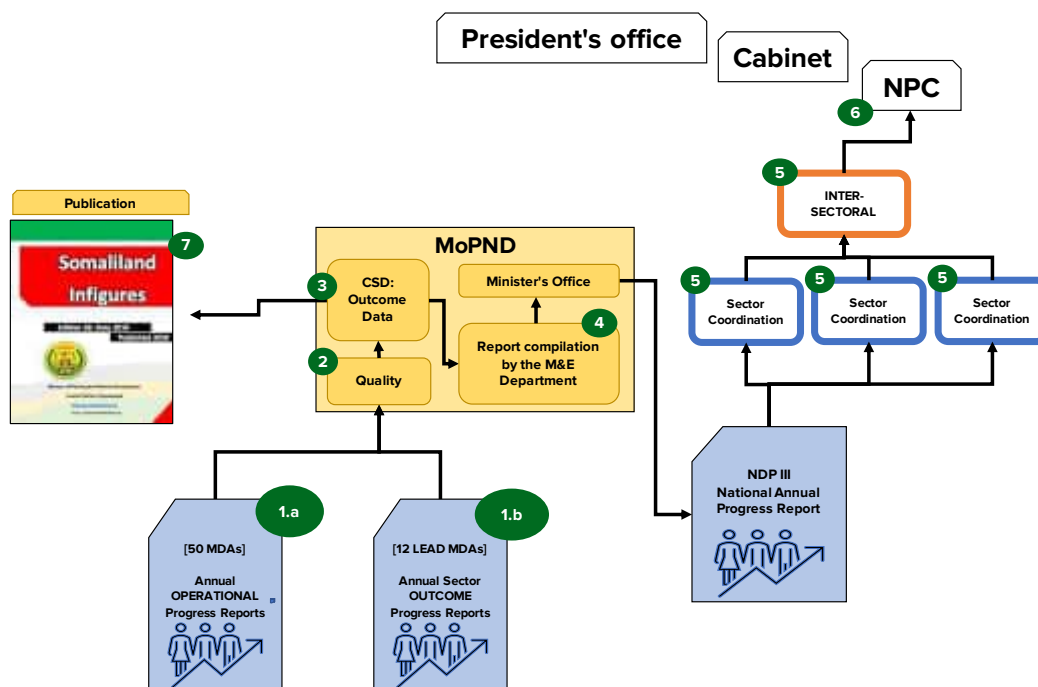 President's office
Cabinet
NPC
6
5
INTER-
SECTORAL
Publication
7
Somaliland
Infigures
MoPND
3
CSD:
Outcome
Data
Minister's Office
4
Report compilation
by the M&E
Department
2
Quality
5
Sector
Coordination
5
Sector
Coordination
5
Sector
Coordination
NDP III
National Annual
Progress Report
1.a
[50 MDAs]
Annual
OPERATIONAL
Progress Reports
1.b
[12 LEAD MDAs]
Annual Sector
OUTCOME
Progress Reports